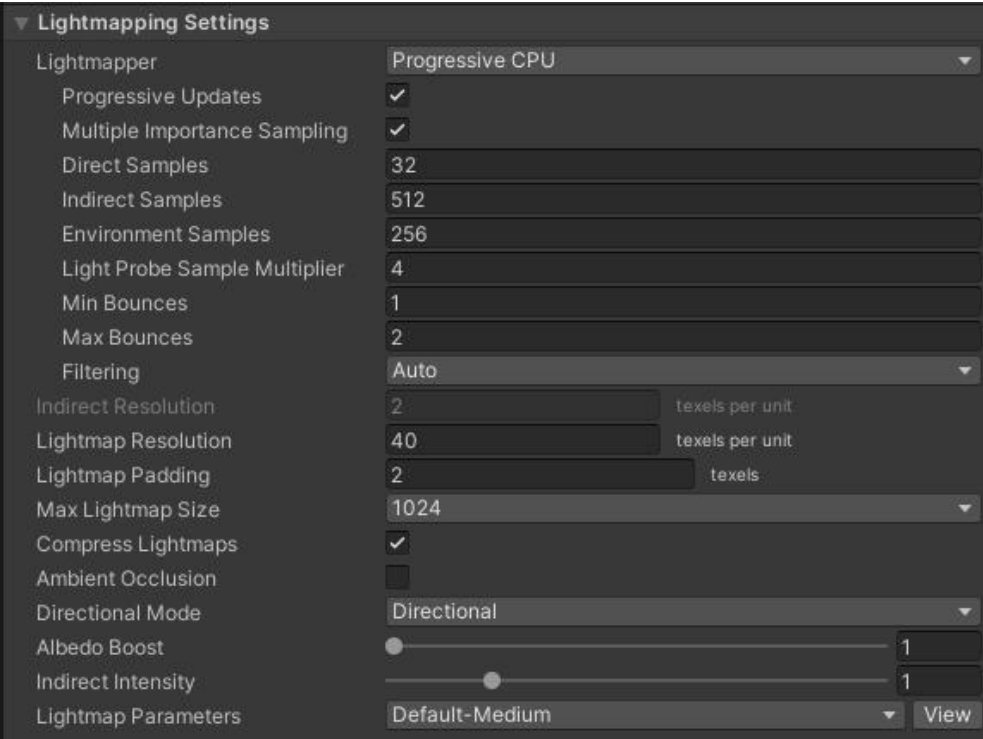 Lightmapping Settings
Lightmapper Progressive CPU
Progressive Updates
Multiple Importance Sampling
Direct Samples 32
Indirect Samples 512
Environment Samples 256
Light Probe Sample Multiplier 4
Min Bounces 1
Max Bounces 2
Filtering Auto
Indirect Resolution 2 texels per unit
Lightmap Resolution 40 texels per unit
Lightmap Padding 2 texels
Max Lightmap Size 1024
Compress Lightmaps
Ambient Occlusion
Directional Mode Directional
Albedo Boost 1
Indirect Intensity 1
Lightmap Parameters Default-Medium View